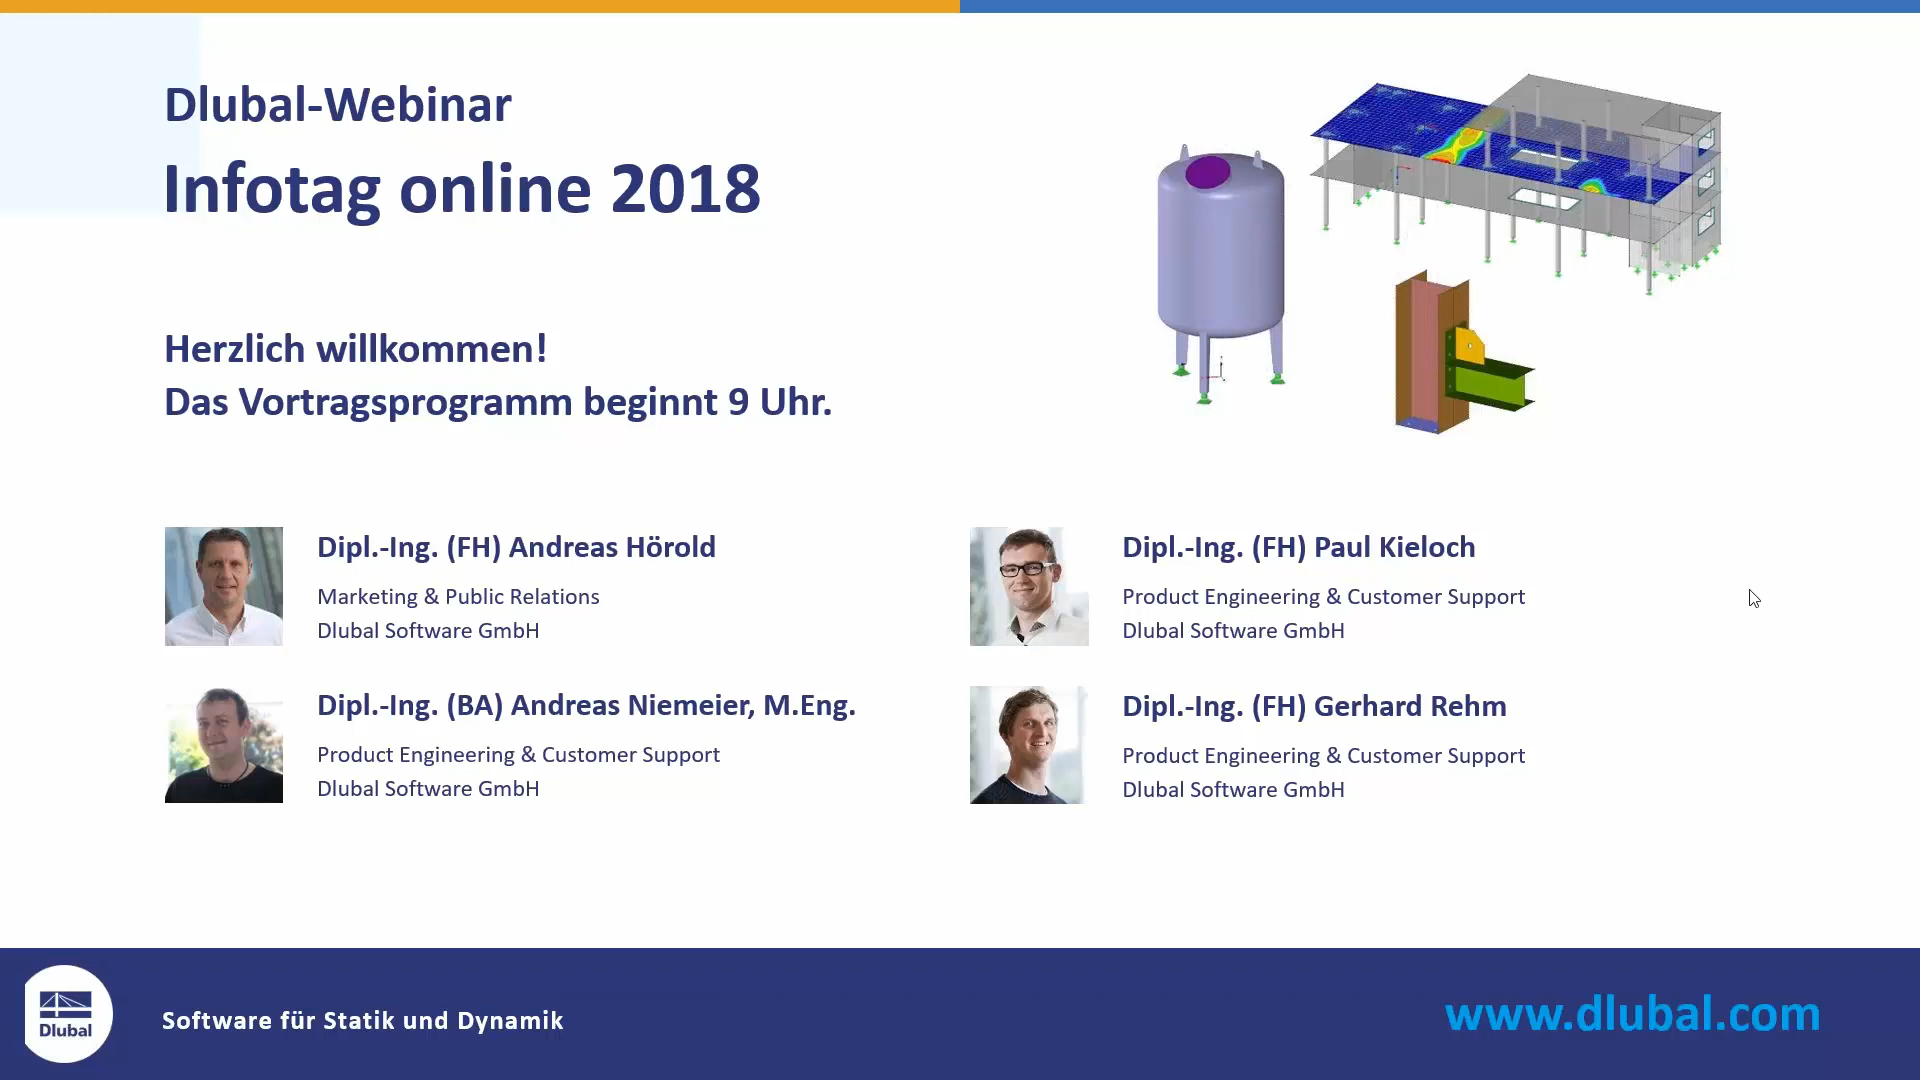 Dlubal-Webinar
Infotag online 2018
Herzlich willkommen!
Das Vortragsprogramm beginnt 9 Uhr.
Dipl.-Ing. (FH) Andreas Hörold
Marketing & Public Relations
Dlubal Software GmbH
Dipl.-Ing. (FH) Paul Kieloch
Product Engineering & Customer Support
Dlubal Software GmbH
Dipl.-Ing. (BA) Andreas Niemeier, M.Eng.
Product Engineering & Customer Support
Dlubal Software GmbH
Dipl.-Ing. (FH) Gerhard Rehm
Product Engineering & Customer Support
Dlubal Software GmbH
Dlubal
Software für Statik und Dynamik
www.dlubal.com